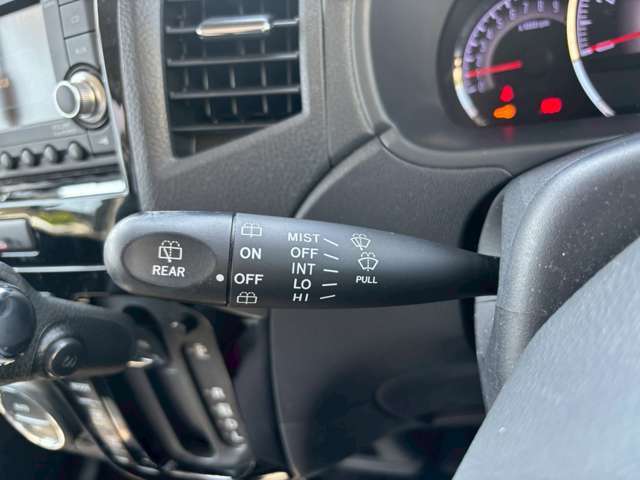 REAR
ON
OFF
MIST
OFF
INT
LO
HI
PULL